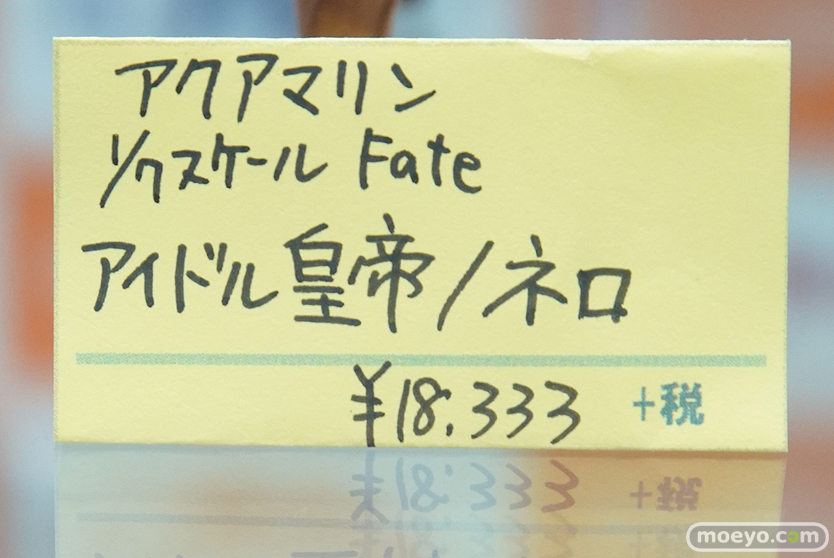 アクアマリン
1/7スケール Fate
アイドル皇帝/ネロ
¥18,333 +税
moeyo.com